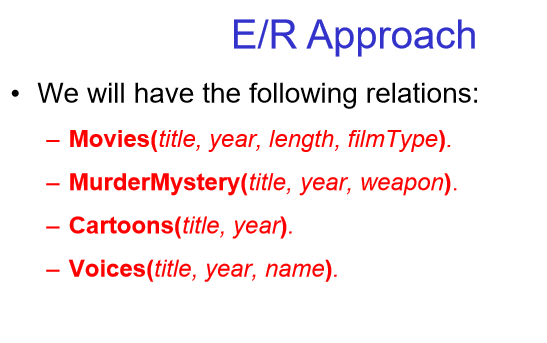 E/R Approach
• We will have the following relations:
– Movies(title, year, length, filmType).
– MurderMystery(title, year, weapon).
– Cartoons(title, year).
– Voices(title, year, name).